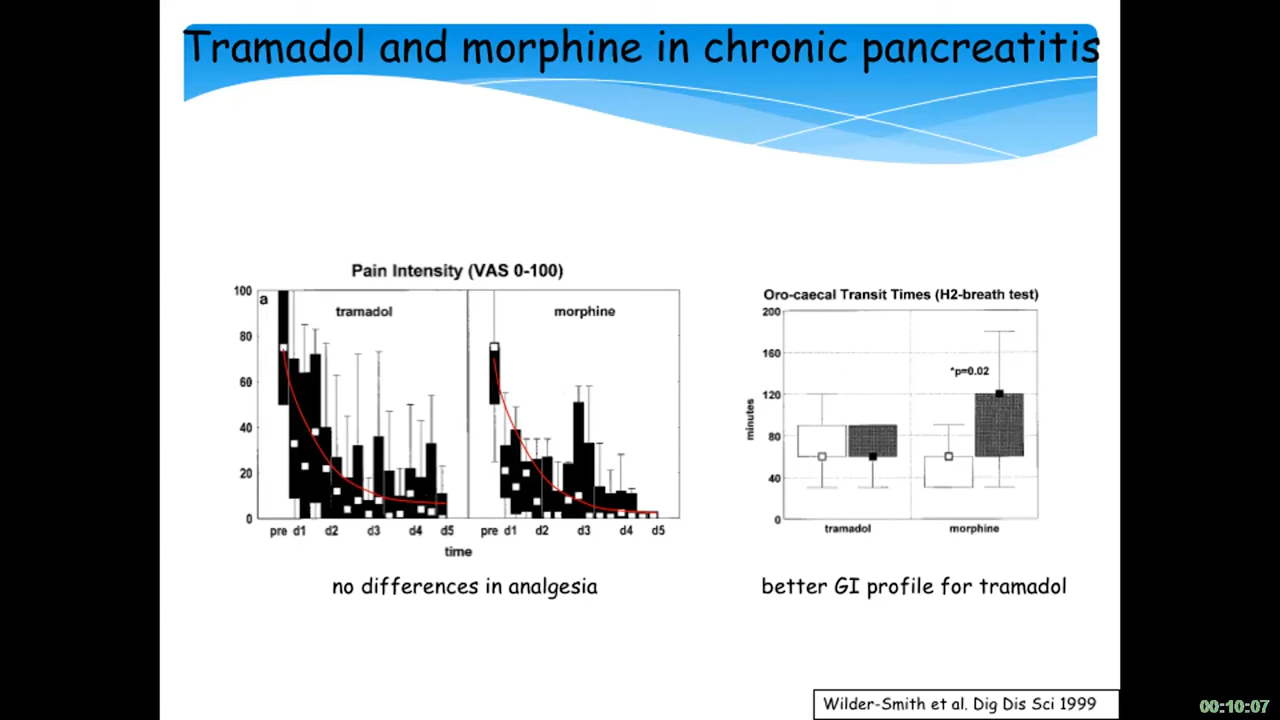 Tramadol and morphine in chronic pancreatitis
Pain Intensity (VAS 0-100)
a
tramadol
morphine
100
80
60
40
20
0
pre d1 d2 d3 d4 d5
pre d1 d2 d3 d4 d5
time
no differences in analgesia
Oro-caecal Transit Times (H2-breath test)
200
160
120
80
40
0
minutes
*p=0.02
tramadol
morphine
better GI profile for tramadol
Wilder-Smith et al. Dig Dis Sci 1999
00:10:07